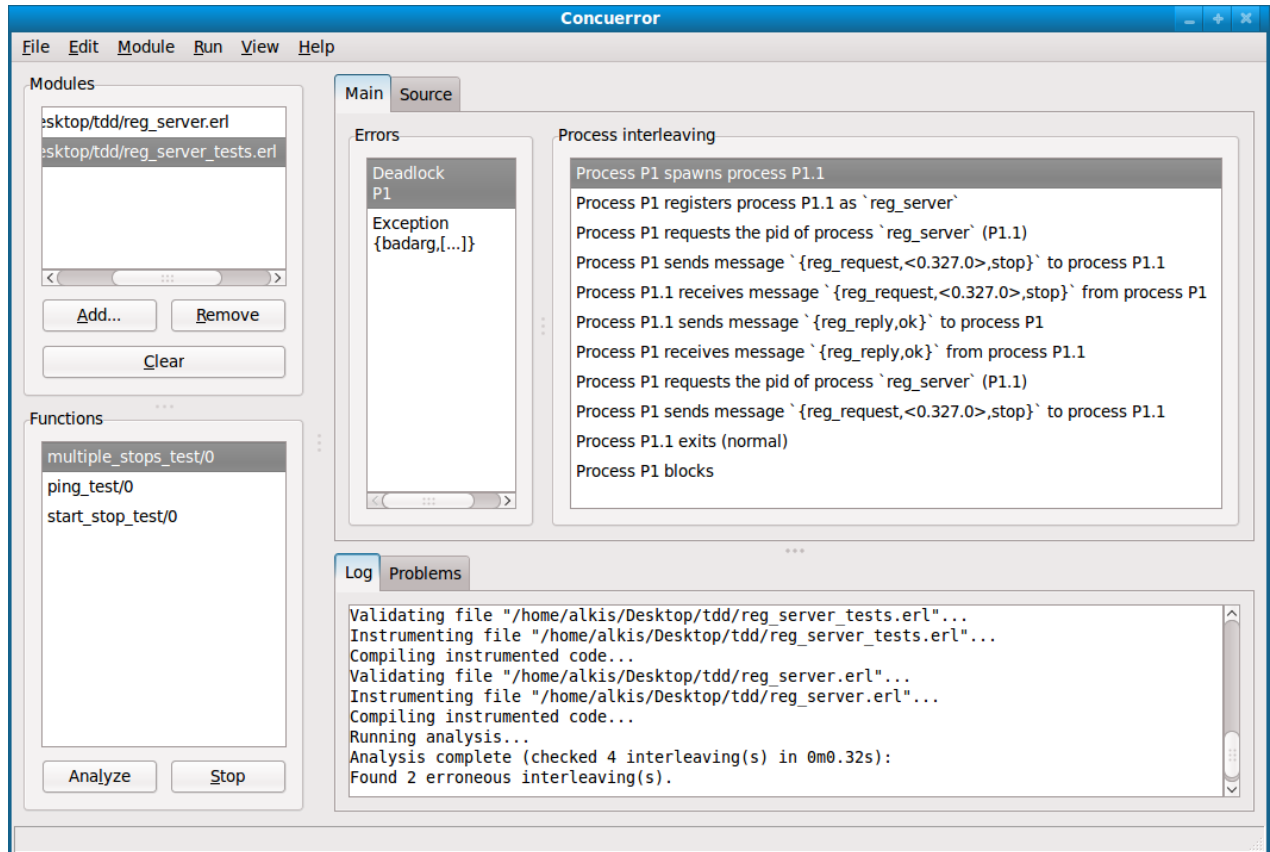 Concuerror
File Edit Module Run View Help
Modules
esktop/tdd/reg_server.erl
esktop/tdd/reg_server_tests.erl
Add... Remove
Clear
Functions
multiple_stops_test/0
ping_test/0
start_stop_test/0
Analyze Stop
Main Source
Errors
Deadlock
P1
Exception
{badarg,[...]}
Process interleaving
Process P1 spawns process P1.1
Process P1 registers process P1.1 as `reg_server`
Process P1 requests the pid of process `reg_server` (P1.1)
Process P1 sends message `{reg_request,<0.327.0>,stop}` to process P1.1
Process P1.1 receives message `{reg_request,<0.327.0>,stop}` from process P1
Process P1.1 sends message `{reg_reply,ok}` to process P1
Process P1 receives message `{reg_reply,ok}` from process P1.1
Process P1 requests the pid of process `reg_server` (P1.1)
Process P1 sends message `{reg_request,<0.327.0>,stop}` to process P1.1
Process P1.1 exits (normal)
Process P1 blocks
Log Problems
Validating file "/home/alkis/Desktop/tdd/reg_server_tests.erl"...
Instrumenting file "/home/alkis/Desktop/tdd/reg_server_tests.erl"...
Compiling instrumented code...
Validating file "/home/alkis/Desktop/tdd/reg_server.erl"...
Instrumenting file "/home/alkis/Desktop/tdd/reg_server.erl"...
Compiling instrumented code...
Running analysis...
Analysis complete (checked 4 interleaving(s) in 0m0.32s):
Found 2 erroneous interleaving(s).